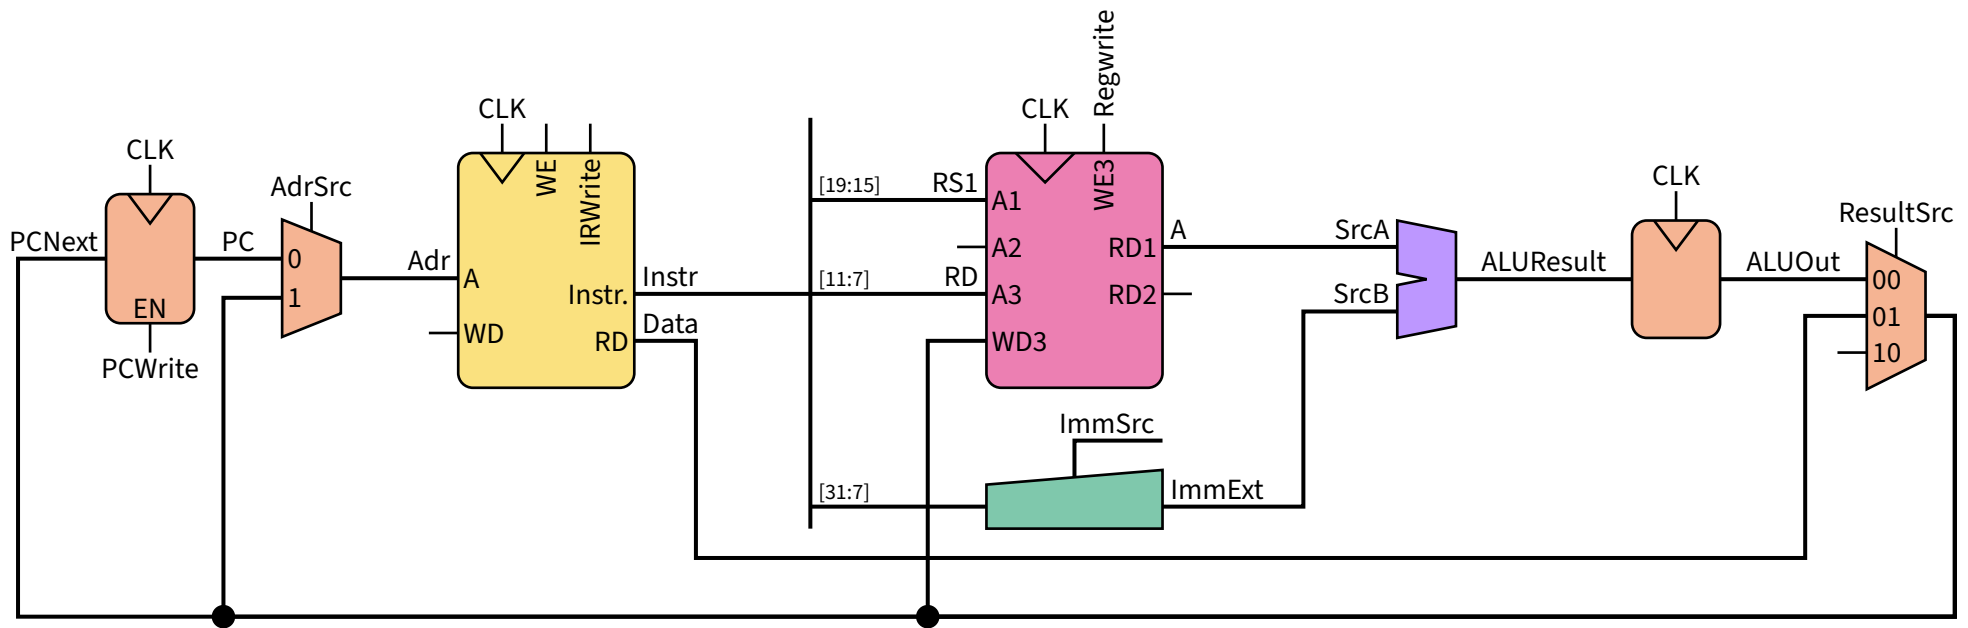 PCNext
CLK
EN
PCWrite
PC
AdrSrc
0
1
Adr
CLK
WE
IRWrite
A
Instr.
WD
RD
Instr
Data
[19:15]
RS1
[11:7]
RD
[31:7]
CLK
Regwrite
WE3
A1
A2
RD1
A3
RD2
WD3
ImmSrc
ImmExt
A
SrcA
SrcB
ALUResult
CLK
ALUOut
ResultSrc
00
01
10